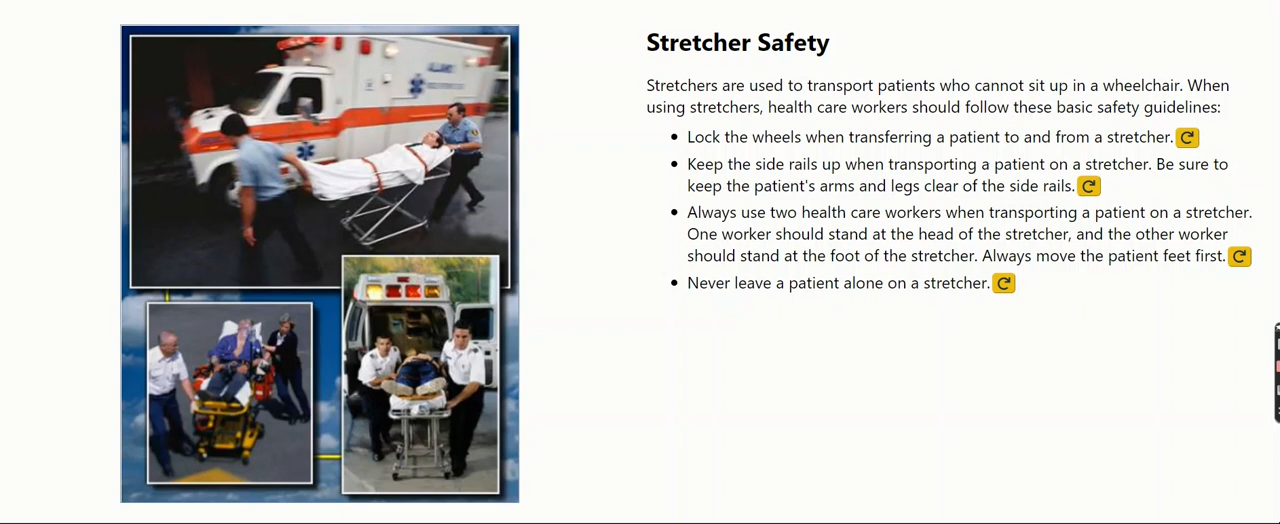 Stretcher Safety
Stretchers are used to transport patients who cannot sit up in a wheelchair. When
using stretchers, health care workers should follow these basic safety guidelines:
• Lock the wheels when transferring a patient to and from a stretcher.
• Keep the side rails up when transporting a patient on a stretcher. Be sure to
keep the patient's arms and legs clear of the side rails.
• Always use two health care workers when transporting a patient on a stretcher.
One worker should stand at the head of the stretcher, and the other worker
should stand at the foot of the stretcher. Always move the patient feet first.
• Never leave a patient alone on a stretcher.